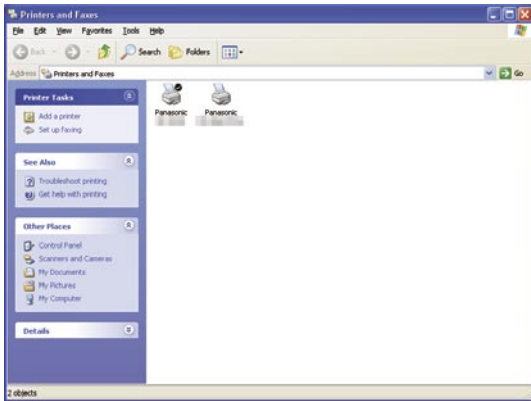 Printers and Faxes
File Edit View Favorites Tools Help
Back Search Folders
Address Printers and Faxes Go
Printer Tasks
Add a printer
Set up faxing
See Also
Troubleshoot printing
Get help with printing
Other Places
Control Panel
Scanners and Cameras
My Documents
My Pictures
My Computer
Details
Panasonic Panasonic
2 objects